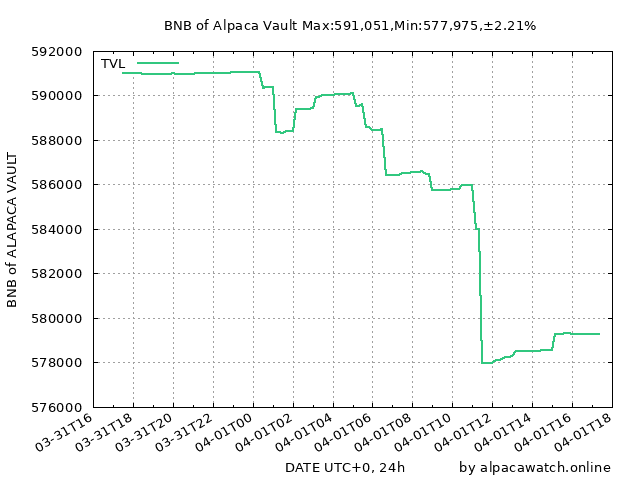 BNB of Alpaca Vault Max:591,051,Min:577,975,±2.21%
TVL
592000
590000
588000
586000
584000
582000
580000
578000
576000
BNB of ALAPACA VAULT
03-31T16
03-31T18
03-31T20
03-31T22
04-01T00
04-01T02
04-01T04
04-01T06
04-01T08
04-01T10
04-01T12
04-01T14
04-01T16
04-01T18
DATE UTC+0, 24h
by alpacawatch.online